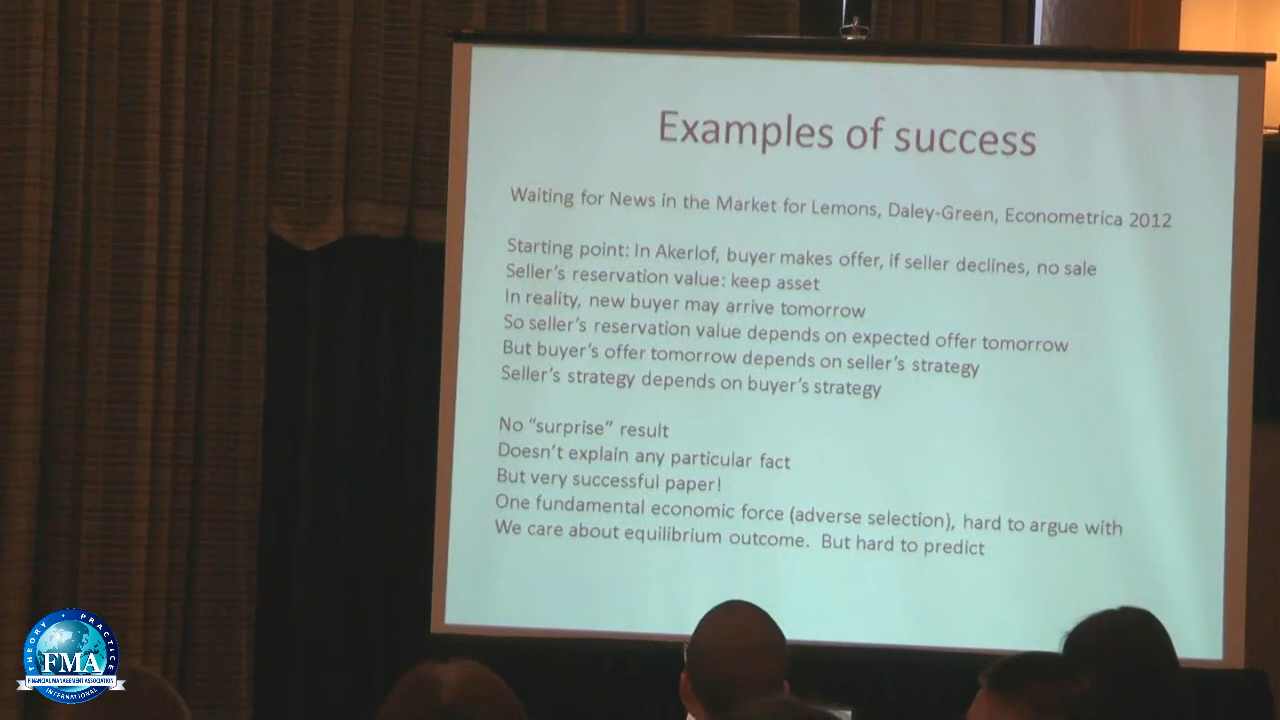 Examples of success
Waiting for News in the Market for Lemons, Daley-Green, Econometrica 2012
Starting point: In Akerlof, buyer makes offer, if seller declines, no sale
Seller's reservation value: keep asset
In reality, new buyer may arrive tomorrow
So seller's reservation value depends on expected offer tomorrow
But buyer's offer tomorrow depends on seller's strategy
Seller's strategy depends on buyer's strategy
No "surprise" result
Doesn't explain any particular fact
But very successful paper!
One fundamental economic force (adverse selection), hard to argue with
We care about equilibrium outcome.  But hard to predict
THEORY • PRACTICE
FMA
FINANCIAL MANAGEMENT ASSOCIATION
INTERNATIONAL